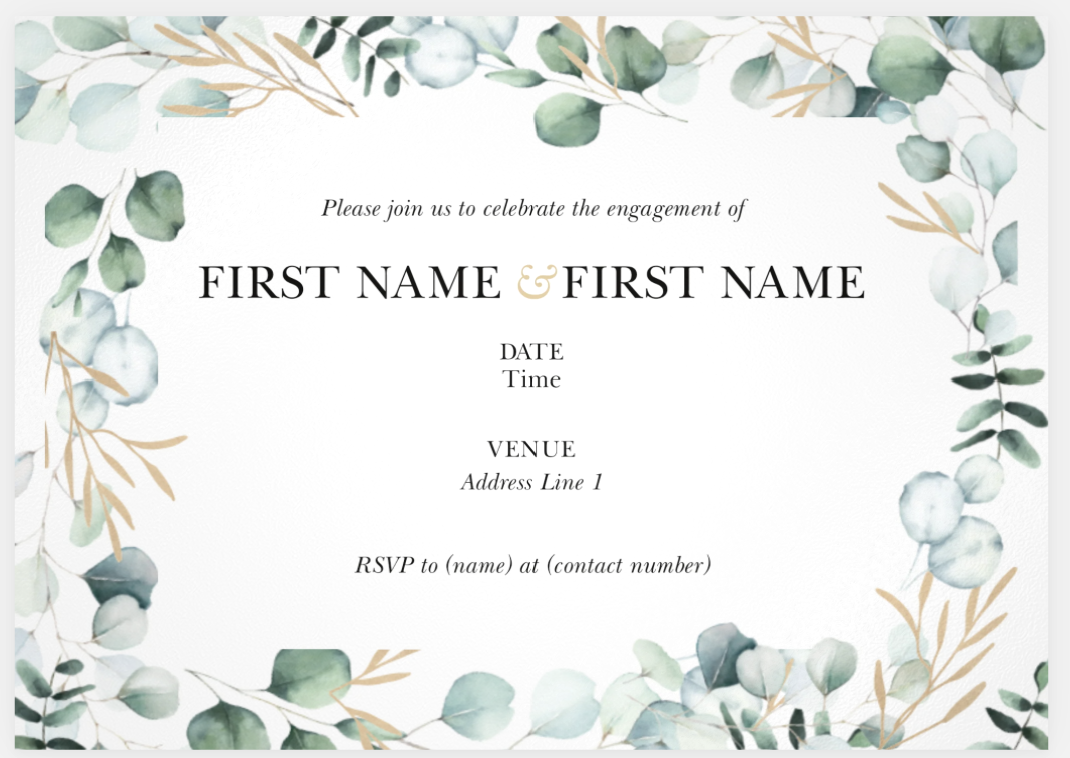 Please join us to celebrate the engagement of
FIRST NAME & FIRST NAME
DATE
Time
VENUE
Address Line 1
RSVP to (name) at (contact number)